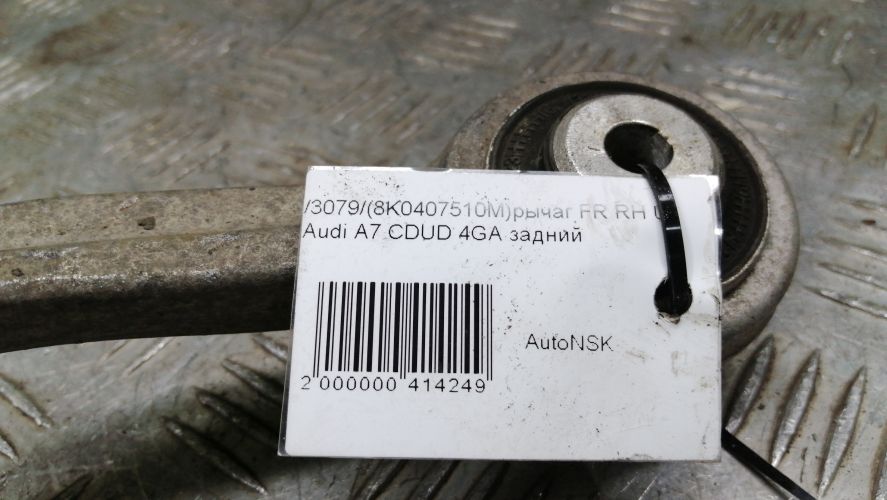 /3079/(8K0407510M)рычаг FR RH U
Audi A7 CDUD 4GA задний
AutoNSK
2 000000 414249